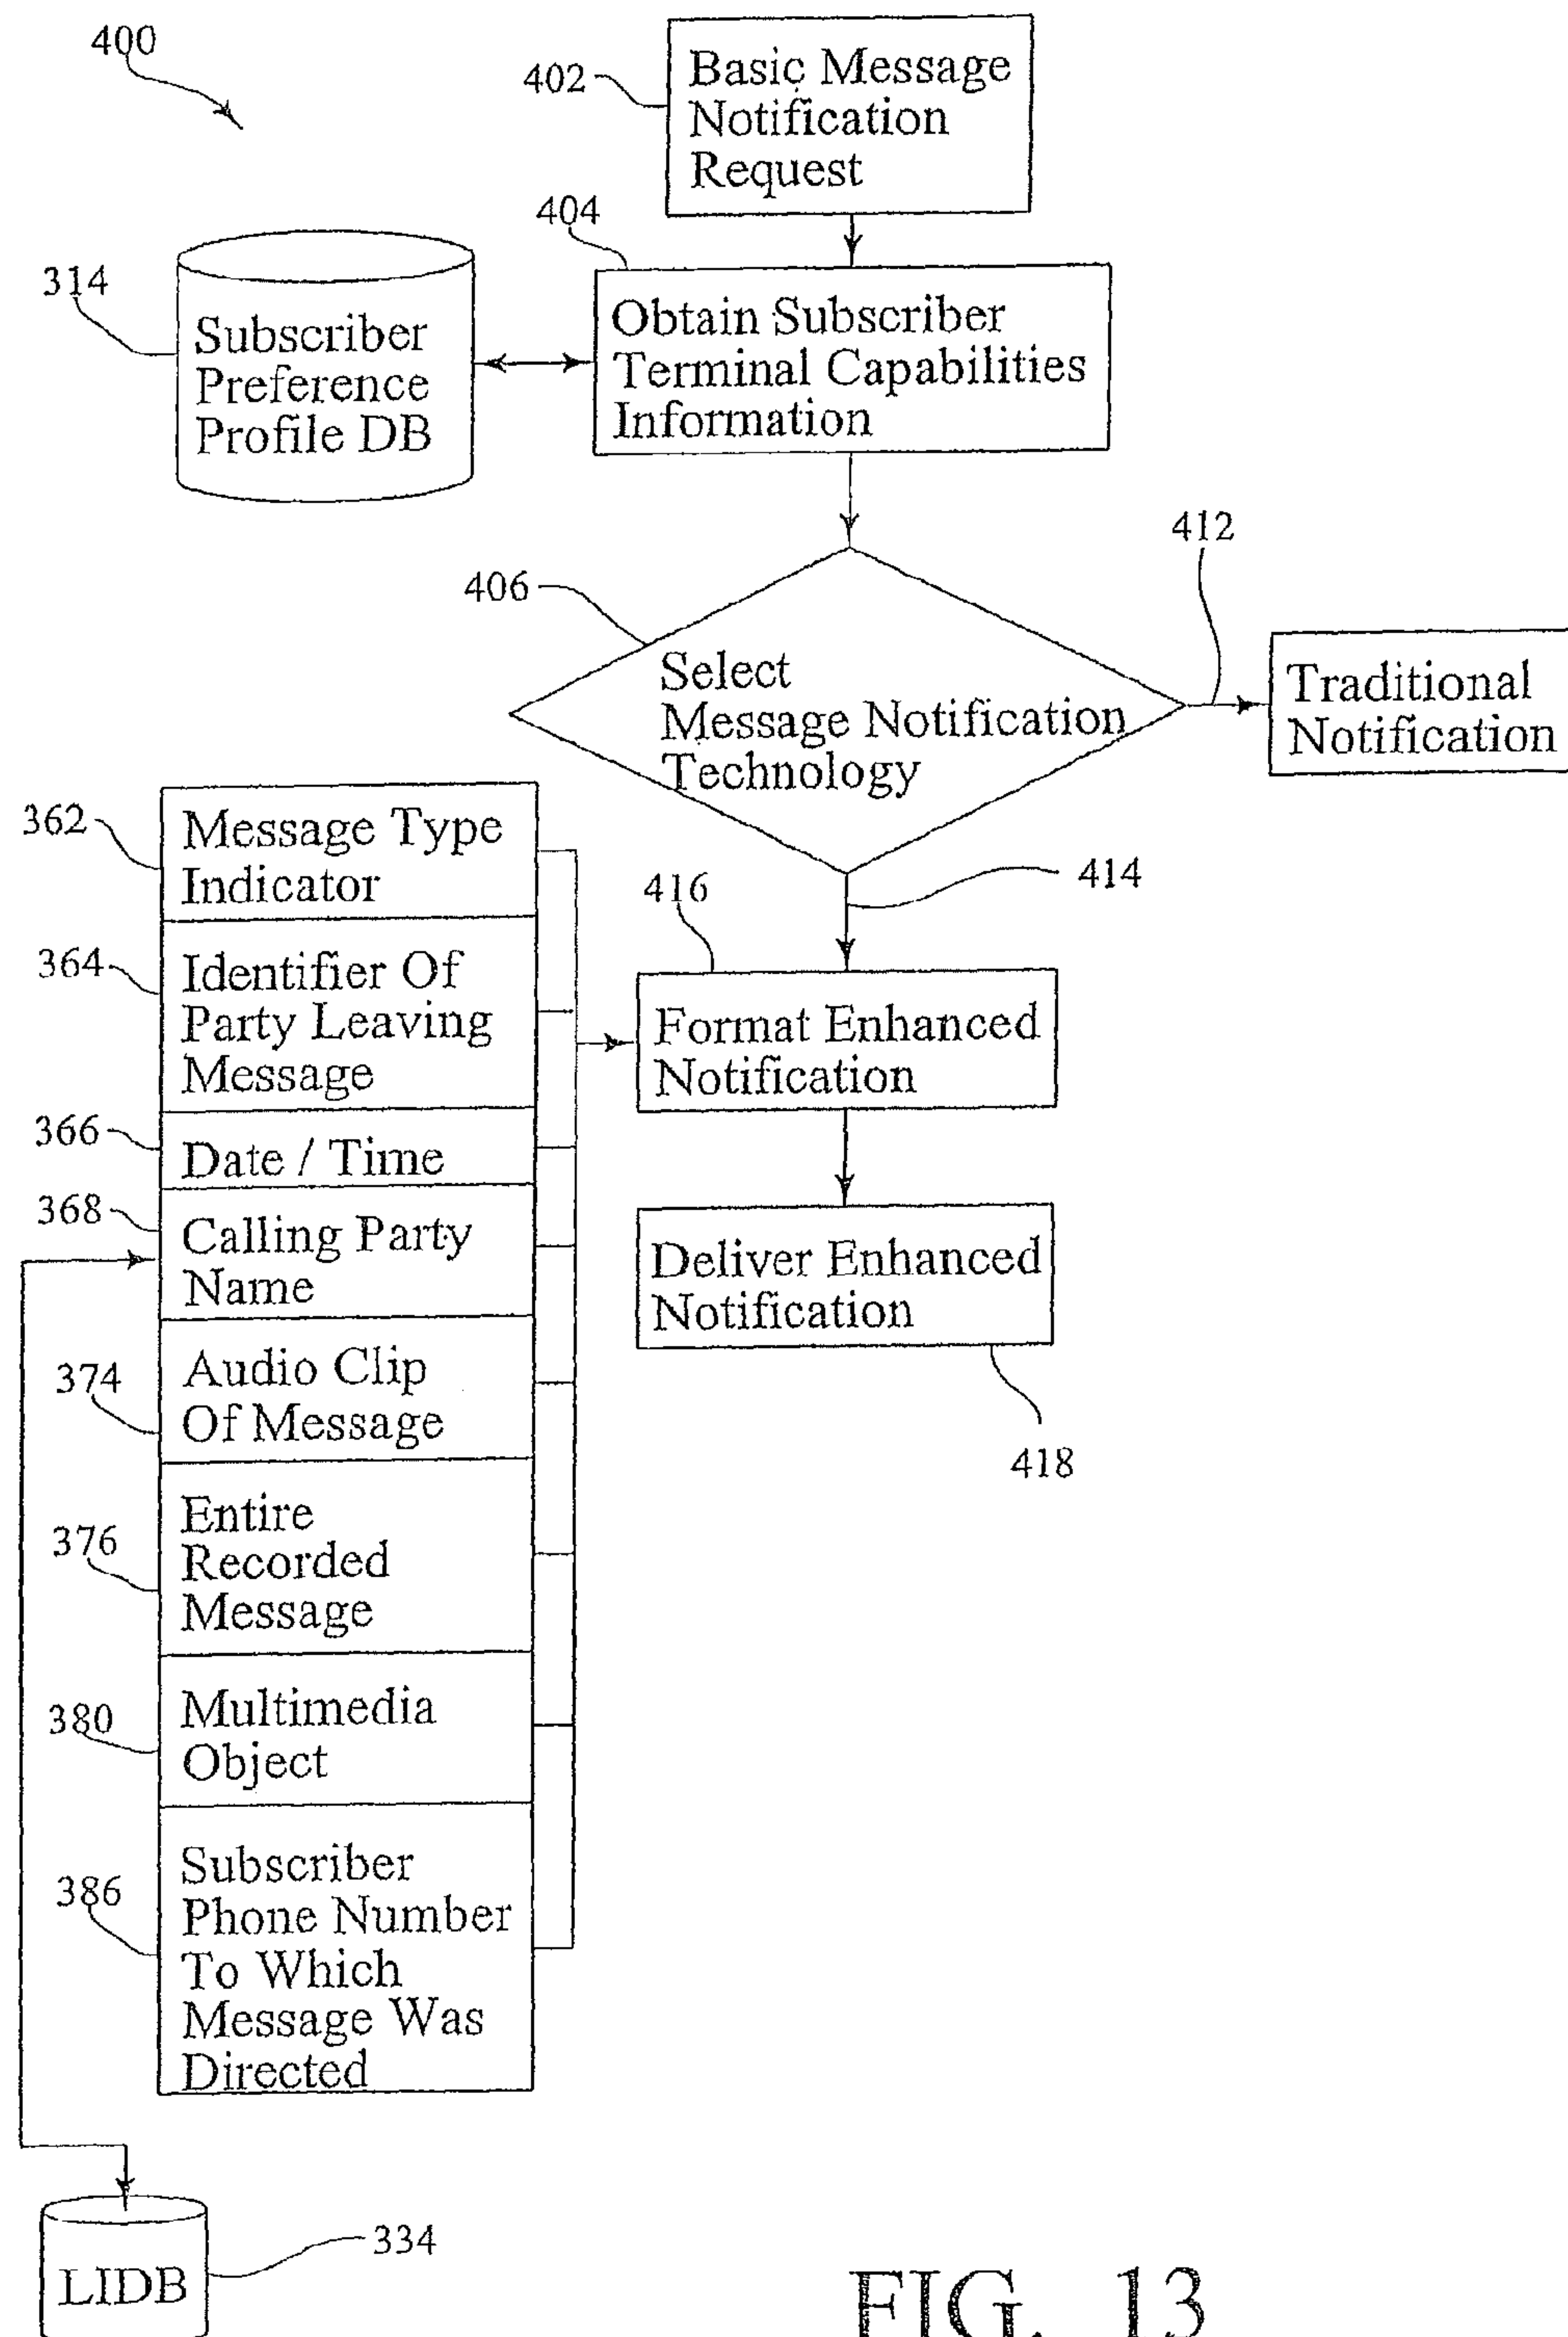 400
402
Basic Message
Notification
Request
404
314
Subscriber
Preference
Profile DB
Obtain Subscriber
Terminal Capabilities
Information
412
406
Select
Message Notification
Technology
Traditional
Notification
362
Message Type
Indicator
414
416
364
Identifier Of
Party Leaving
Message
Format Enhanced
Notification
366
Date / Time
368
Calling Party
Name
Deliver Enhanced
Notification
374
Audio Clip
Of Message
418
376
Entire
Recorded
Message
380
Multimedia
Object
386
Subscriber
Phone Number
To Which
Message Was
Directed
334
LIDB
FIG. 13